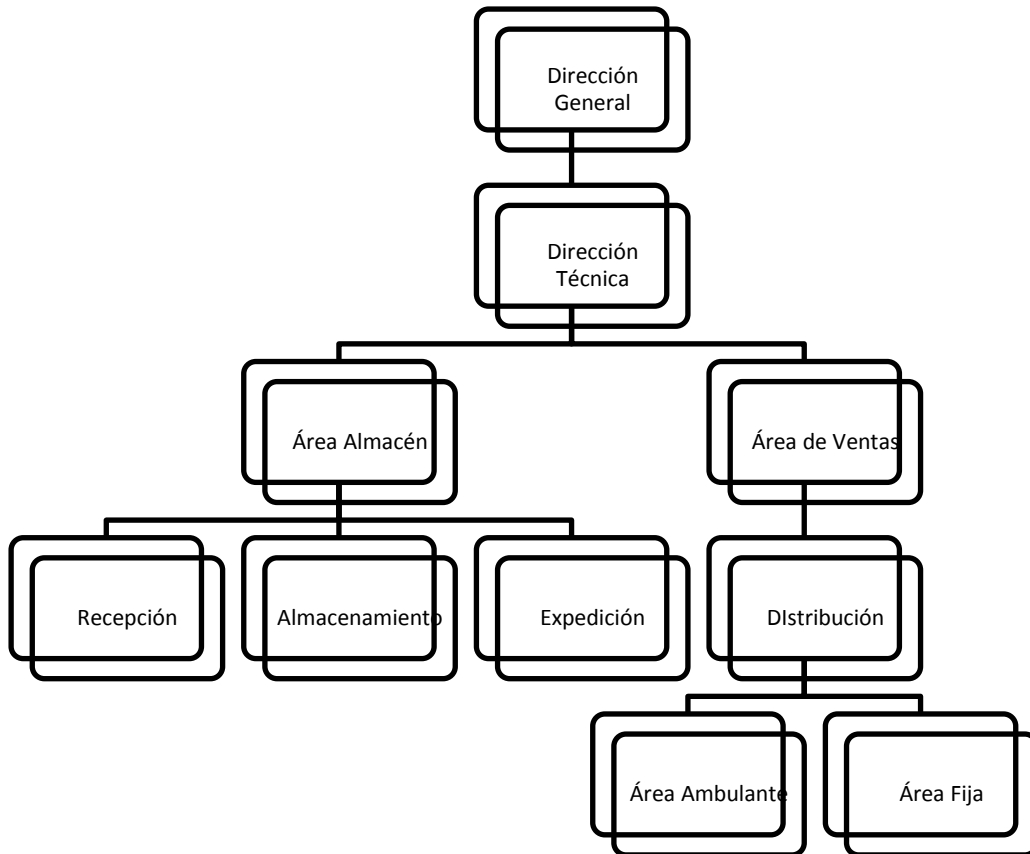 Dirección
General
Dirección
Técnica
Área Almacén
Área de Ventas
Recepción
Almacenamiento
Expedición
DIstribución
Área Ambulante
Área Fija